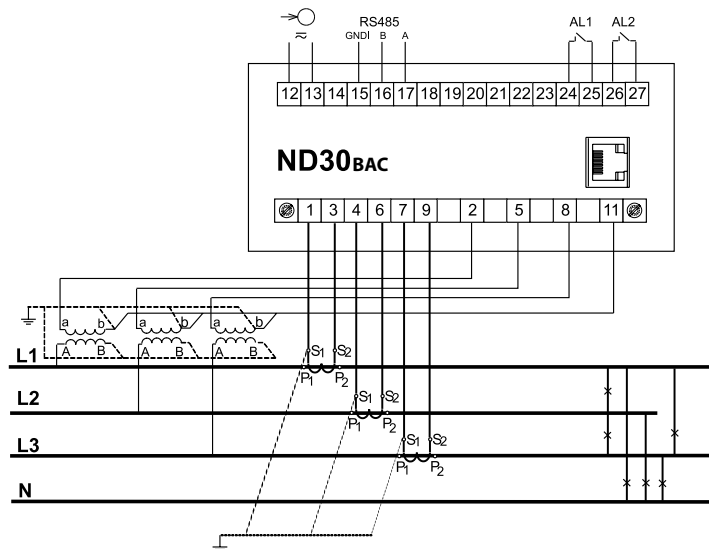 RS485
GND B A
AL1 AL2
12 13 14 15 16 17 18 19 20 21 22 23 24 25 26 27
ND30BAC
1 3 4 6 7 9 2 5 8 11
a b a b a b
A B A B A B
L1
S1 S2
P1 P2
L2
S1 S2
P1 P2
L3
S1 S2
P1 P2
N